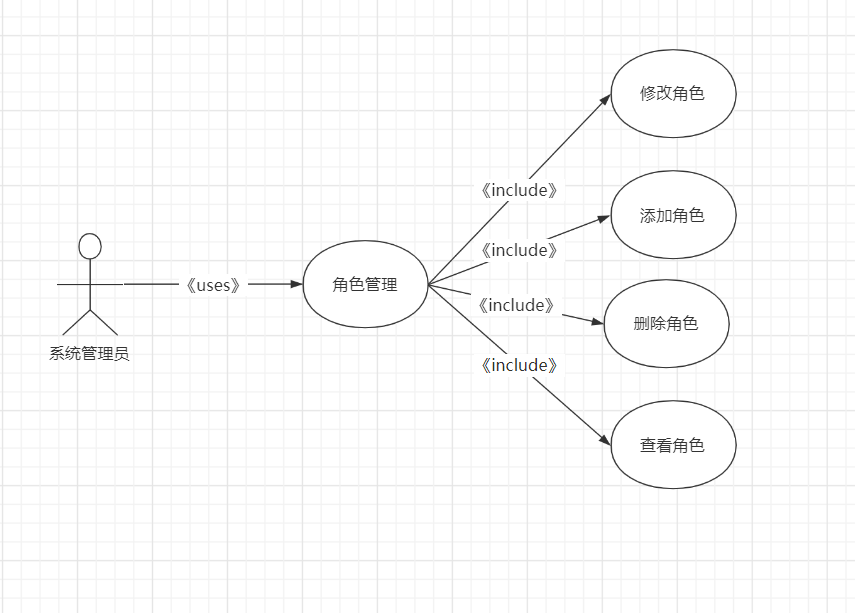 修改角色
《include》
添加角色
《include》
《uses》
角色管理
《include》
删除角色
系统管理员
《include》
查看角色